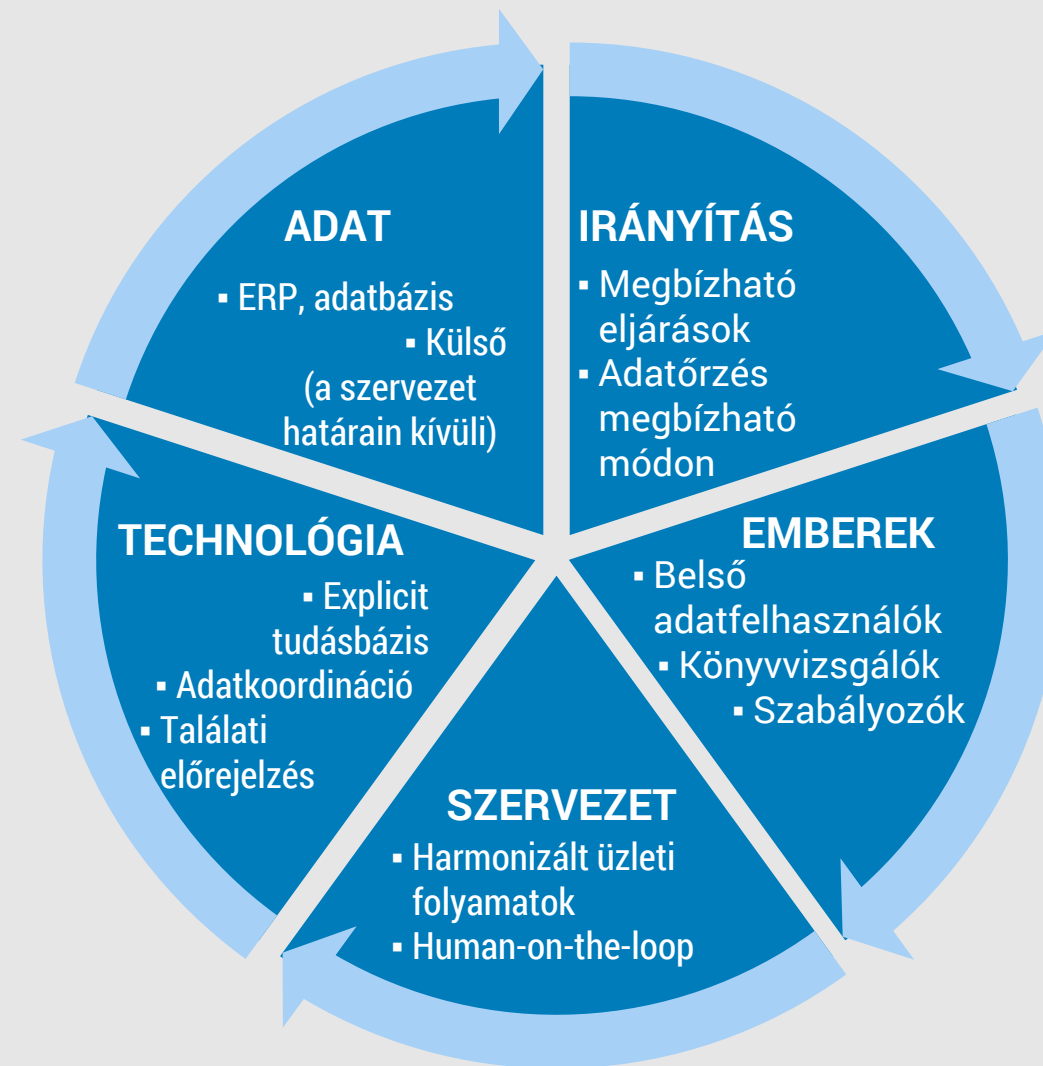 ADAT
▪ ERP, adatbázis
▪ Külső
(a szervezet
határain kívüli)
IRÁNYÍTÁS
▪ Megbízható
eljárások
▪ Adatőrzés
megbízható
módon
EMBEREK
▪ Belső
adatfelhasználók
▪ Könyvvizsgálók
▪ Szabályozók
SZERVEZET
▪ Harmonizált üzleti
folyamatok
▪ Human-on-the-loop
TECHNOLÓGIA
▪ Explicit
tudásbázis
▪ Adatkoordináció
▪ Találati
előrejelzés